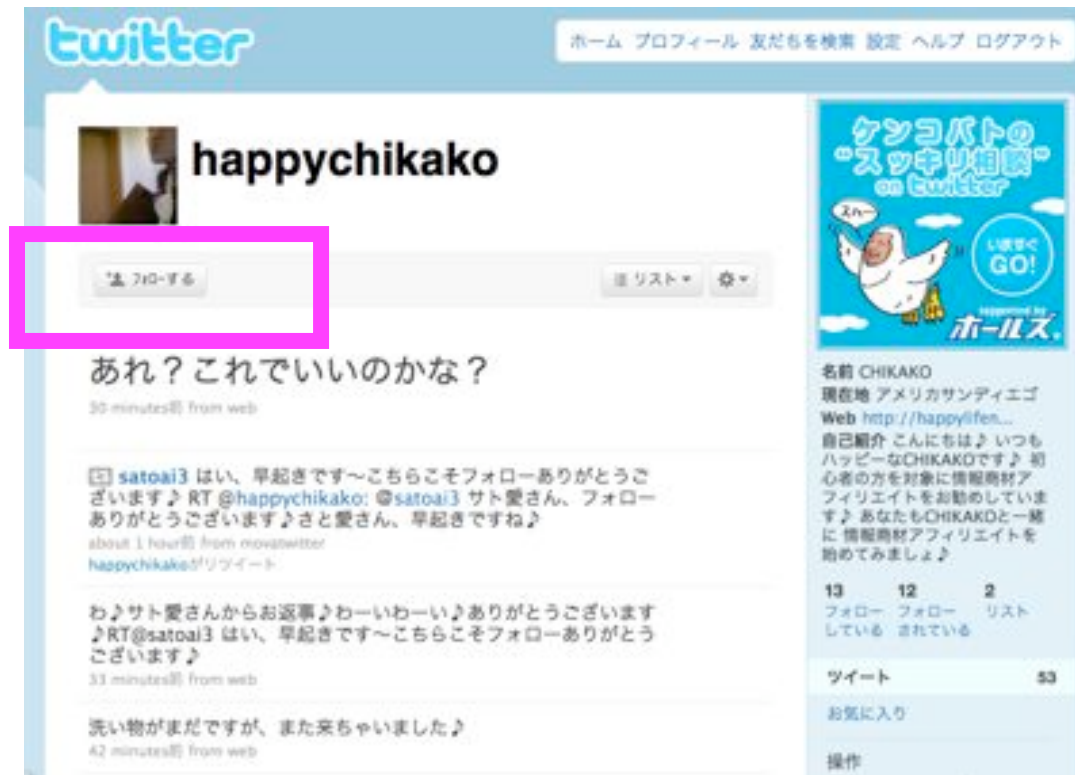 twitter
ホーム プロフィール 友だちを検索 設定 ヘルプ ログアウト
happychikako
フォローする
リスト
あれ？これでいいのかな？
30 minutes前 from web
satoai3 はい、早起きです〜こちらこそフォローありがとうご
ざいます♪ RT @happychikako: @satoai3 サト愛さん、フォロー
ありがとうございます♪さと愛さん、早起きですね♪
about 1 hour前 from movatwitter
happychikakoがリツイート
わ♪サト愛さんからお返事♪わーいわーい♪ありがとうございます
♪RT@satoai3 はい、早起きです〜こちらこそフォローありがとう
ございます♪
33 minutes前 from web
洗い物がまだですが、また来ちゃいました♪
42 minutes前 from web
ケンコバトの
"スッキリ相談"
on twitter
スハー
いますぐ
GO!
supported by
ホールズ
名前 CHIKAKO
現在地 アメリカサンディエゴ
Web http://happylifen...
自己紹介 こんにちは♪ いつも
ハッピーなCHIKAKOです♪ 初
心者の方を対象に情報商材ア
フィリエイトをお勧めしていま
す♪ あなたもCHIKAKOと一緒
に 情報商材アフィリエイトを
始めてみましょ♪
13 12 2
フォロー フォロー リスト
している されている
ツイート 53
お気に入り
操作